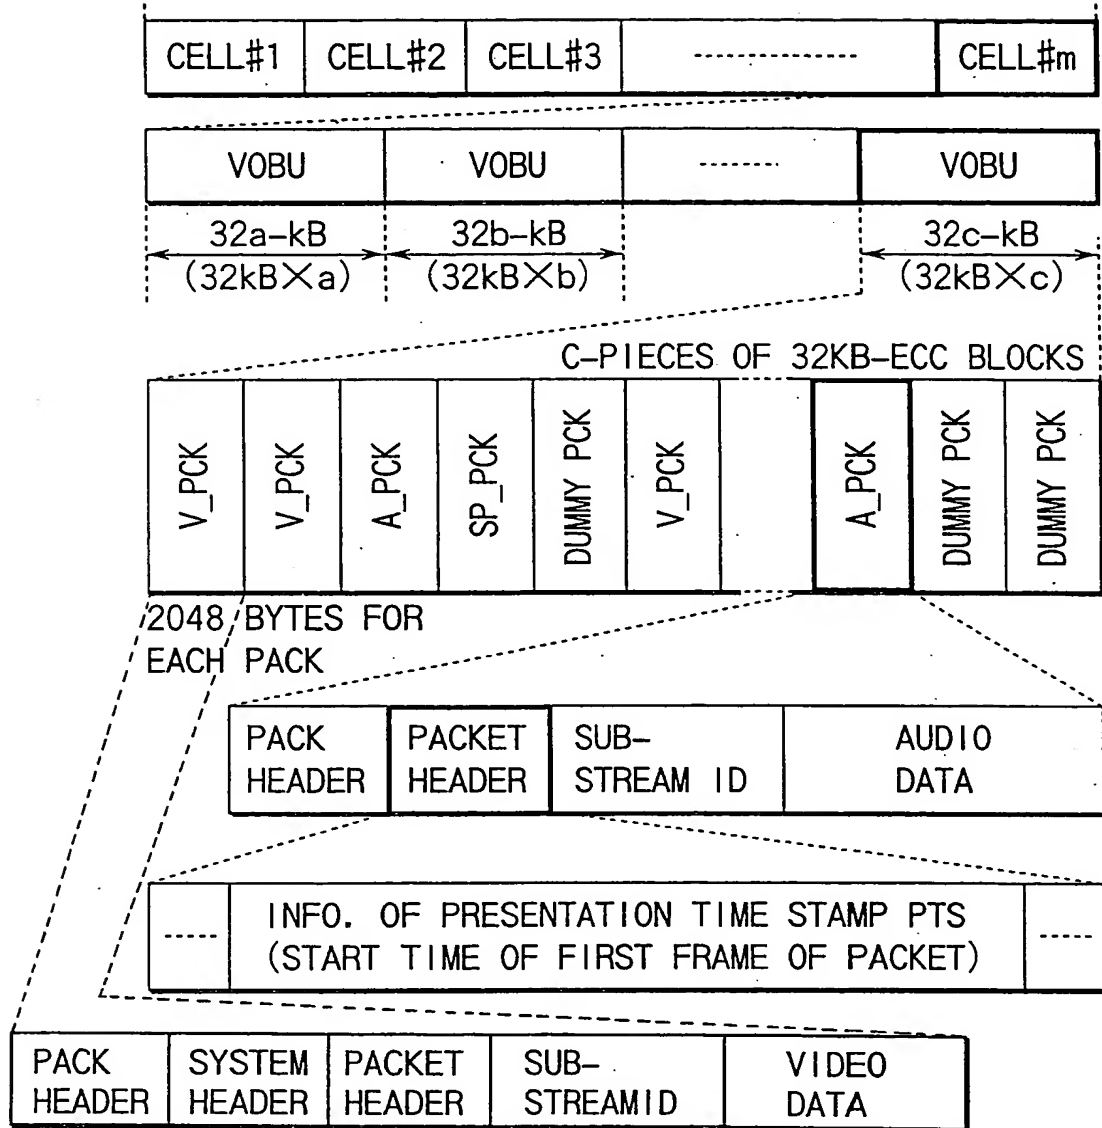 CELL#1 CELL#2 CELL#3 CELL#m
VOBU VOBU VOBU
32a-kB 32b-kB 32c-kB
(32kB×a) (32kB×b) (32kB×c)
C-PIECES OF 32KB-ECC BLOCKS
V_PCK V_PCK A_PCK SP_PCK DUMMY PCK V_PCK A_PCK DUMMY PCK DUMMY PCK
2048 BYTES FOR
EACH PACK
PACK PACKET SUB- AUDIO
HEADER HEADER STREAM ID DATA
INFO. OF PRESENTATION TIME STAMP PTS
(START TIME OF FIRST FRAME OF PACKET)
PACK SYSTEM PACKET SUB- VIDEO
HEADER HEADER HEADER STREAMID DATA